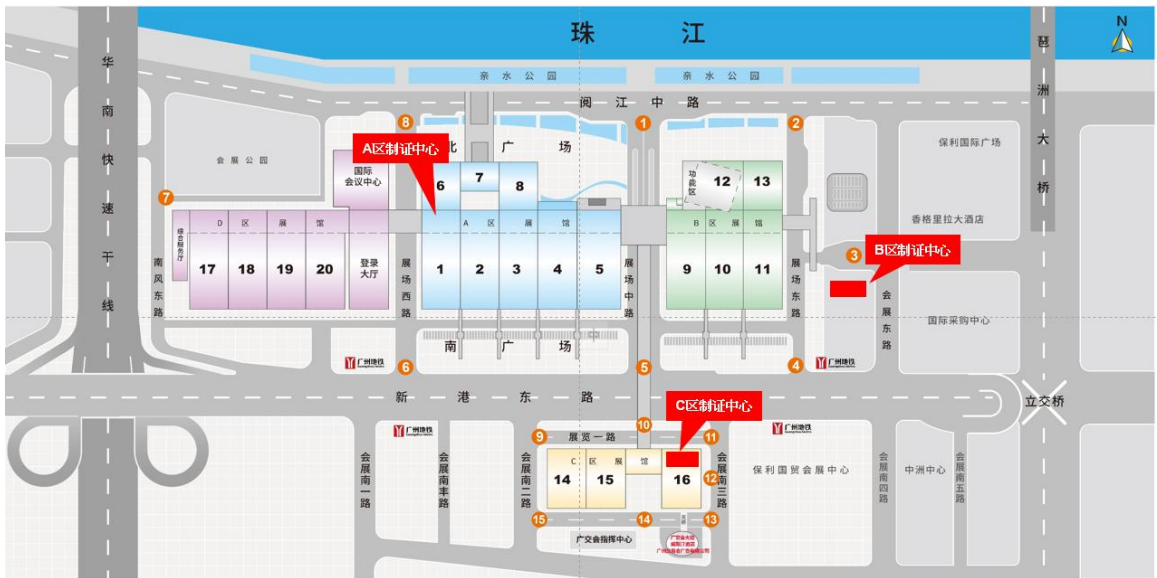 珠 江
N
华南快速干线
琶洲大桥
亲水公园
亲水公园
阅江中路
8
1
2
北广场
A区制证中心
保利国际广场
会展公园
国际
会议中心
6
7
8
功能区
12
13
7
香格里拉大酒店
D区展馆
A区展馆
B区展馆
综合服务厅
17
18
19
20
登录
大厅
1
2
3
4
5
9
10
11
3
B区制证中心
南风东路
展场西路
展场中路
展场东路
会展东路
国际采购中心
南广场
中
广州地铁
6
5
4
广州地铁
新港东路
立交桥
C区制证中心
广州地铁
9
展览一路
10
11
广州地铁
会展南一路
会展南丰路
会展南二路
C区展馆
14
15
16
12
会展南三路
保利国贸会展中心
会展南四路
中洲中心
会展南五路
15
14
13
广交会指挥中心